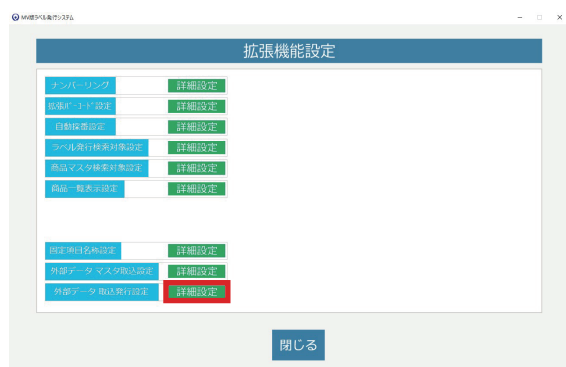 MV版ラベル発行システム
拡張機能設定
ナンバーリング 詳細設定
拡張ﾊﾞｰｺｰﾄﾞ設定 詳細設定
自動採番設定 詳細設定
ラベル発行検索対象設定 詳細設定
商品マスタ検索対象設定 詳細設定
商品一覧表示設定 詳細設定
固定項目名称設定 詳細設定
外部データ マスタ取込設定 詳細設定
外部データ 取込発行設定 詳細設定
閉じる